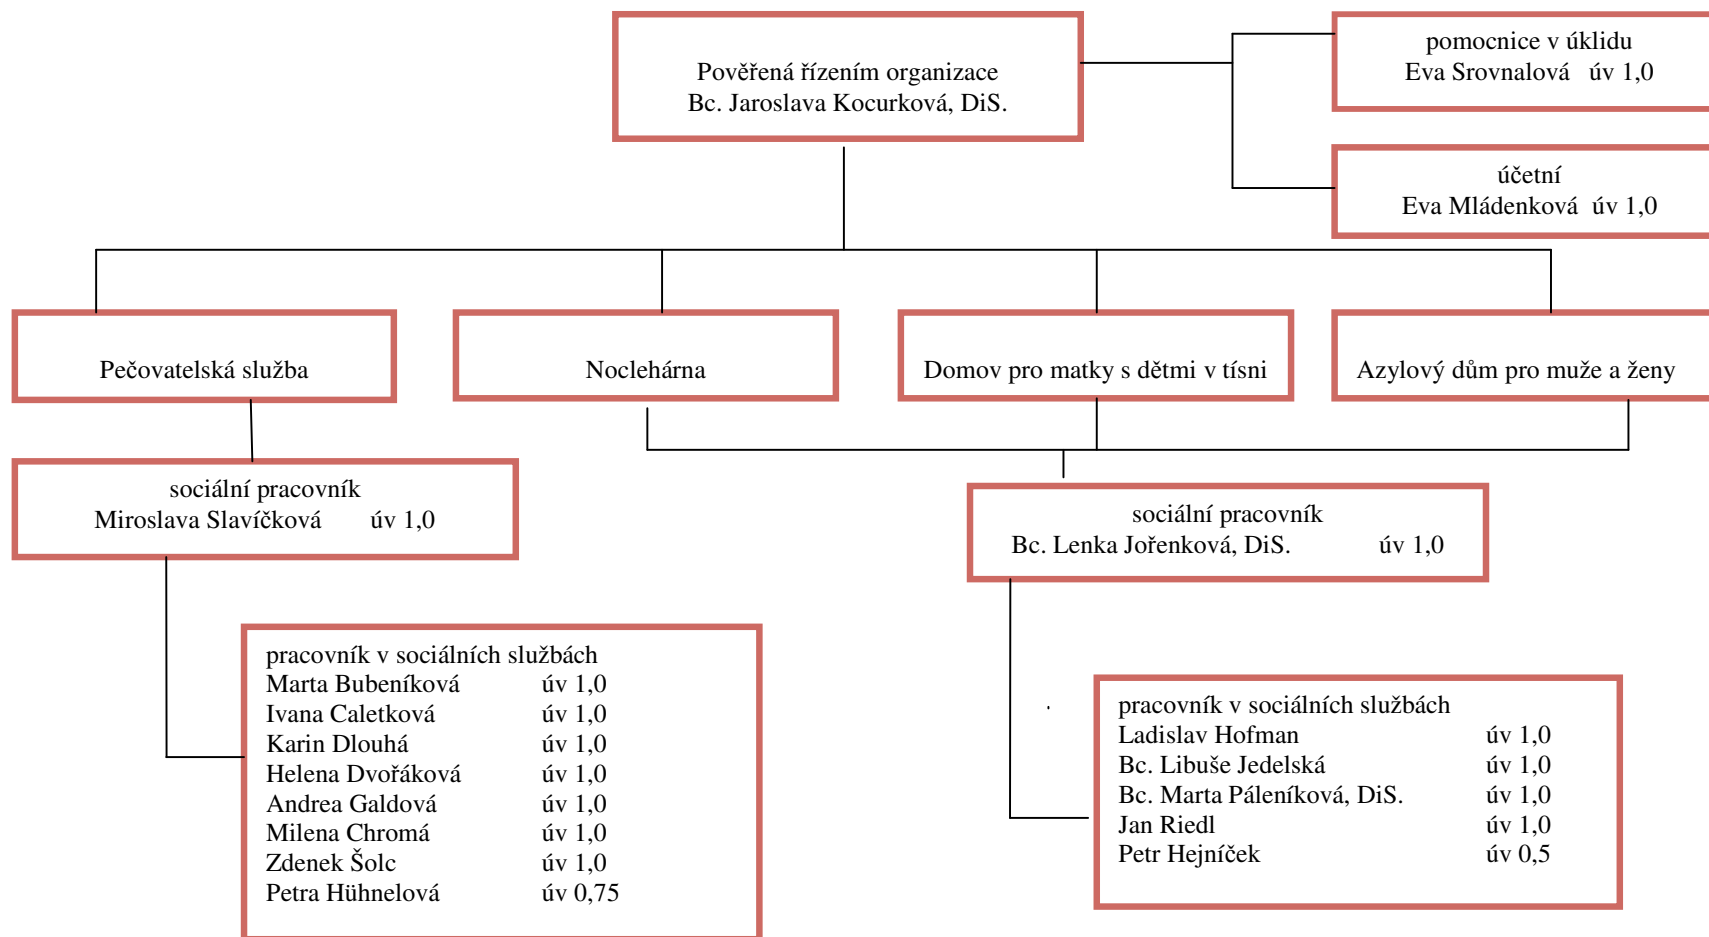 Pověřená řízením organizace
Bc. Jaroslava Kocurková, DiS.
pomocnice v úklidu
Eva Srovnalová úv 1,0
účetní
Eva Mládenková úv 1,0
Pečovatelská služba
Noclehárna
Domov pro matky s dětmi v tísni
Azylový dům pro muže a ženy
sociální pracovník
Miroslava Slavíčková úv 1,0
sociální pracovník
Bc. Lenka Jořenková, DiS. úv 1,0
pracovník v sociálních službách
Marta Bubeníková úv 1,0
Ivana Caletková úv 1,0
Karin Dlouhá úv 1,0
Helena Dvořáková úv 1,0
Andrea Galdová úv 1,0
Milena Chromá úv 1,0
Zdenek Šolc úv 1,0
Petra Hühnelová úv 0,75
pracovník v sociálních službách
Ladislav Hofman úv 1,0
Bc. Libuše Jedelská úv 1,0
Bc. Marta Páleníková, DiS. úv 1,0
Jan Riedl úv 1,0
Petr Hejníček úv 0,5